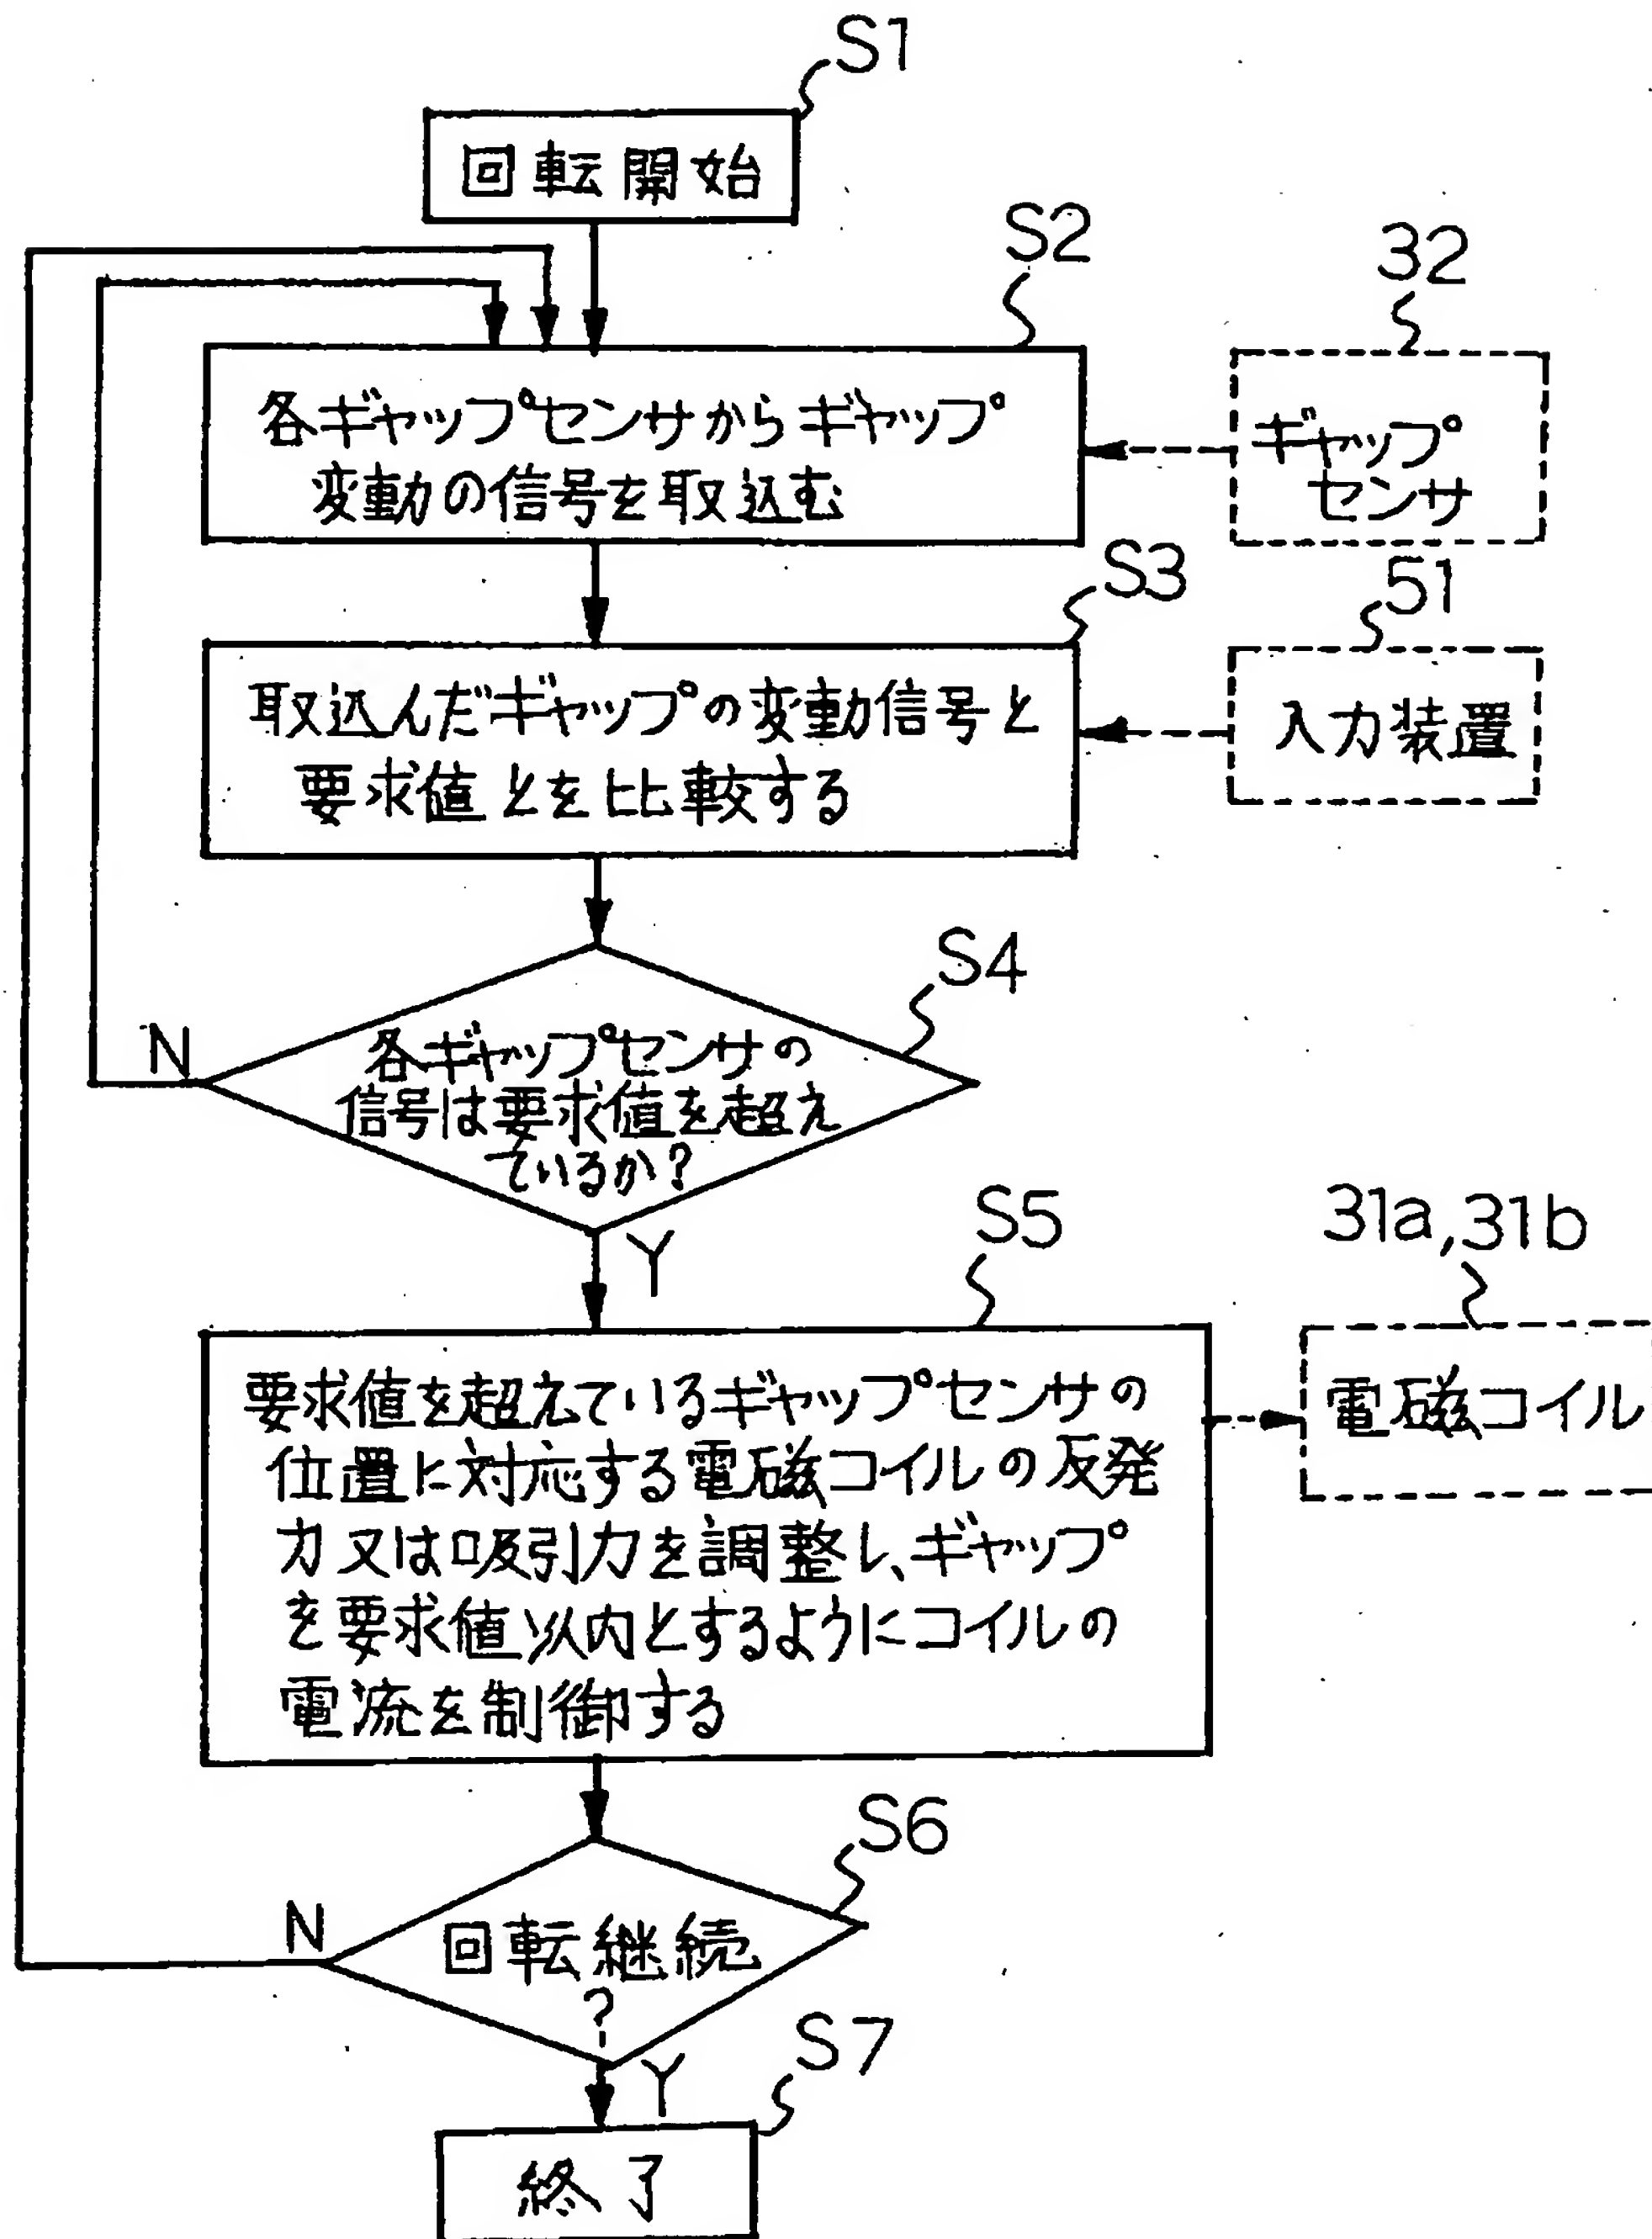 S1
回転開始
S2
32
各ギャップセンサからギャップ
変動の信号を取込む
ギャップ
センサ
S3
51
取込んだギャップの変動信号と
要求値とを比較する
入力装置
S4
N
各ギャップセンサの
信号は要求値を超え
ているか?
Y
S5
31a,31b
要求値を超えているギャップセンサの
位置に対応する電磁コイルの反発
力又は吸引力を調整し、ギャップ
を要求値以内とするようにコイルの
電流を制御する
電磁コイル
S6
N
回転継続
?
Y
S7
終了